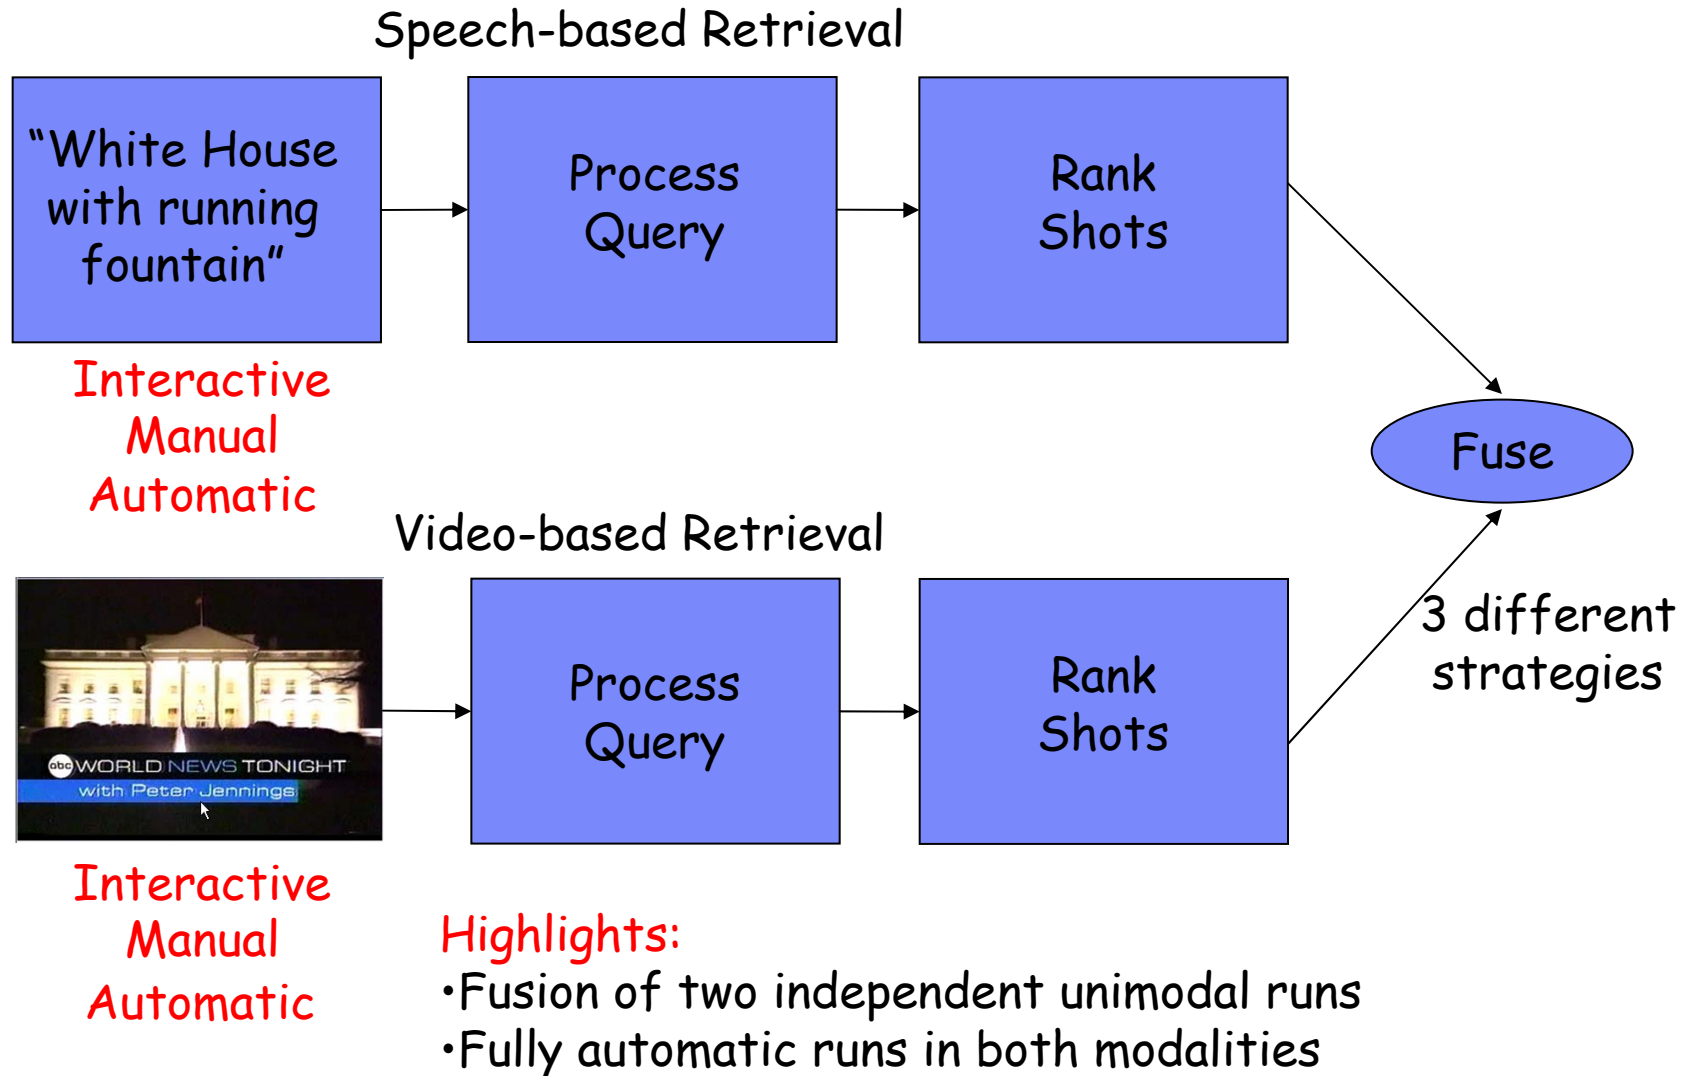 Speech-based Retrieval
“White House
with running
fountain”
Process
Query
Rank
Shots
Interactive
Manual
Automatic
Fuse
Video-based Retrieval
abc WORLD NEWS TONIGHT
with Peter Jennings
Process
Query
Rank
Shots
3 different
strategies
Interactive
Manual
Automatic
Highlights:
•Fusion of two independent unimodal runs
•Fully automatic runs in both modalities